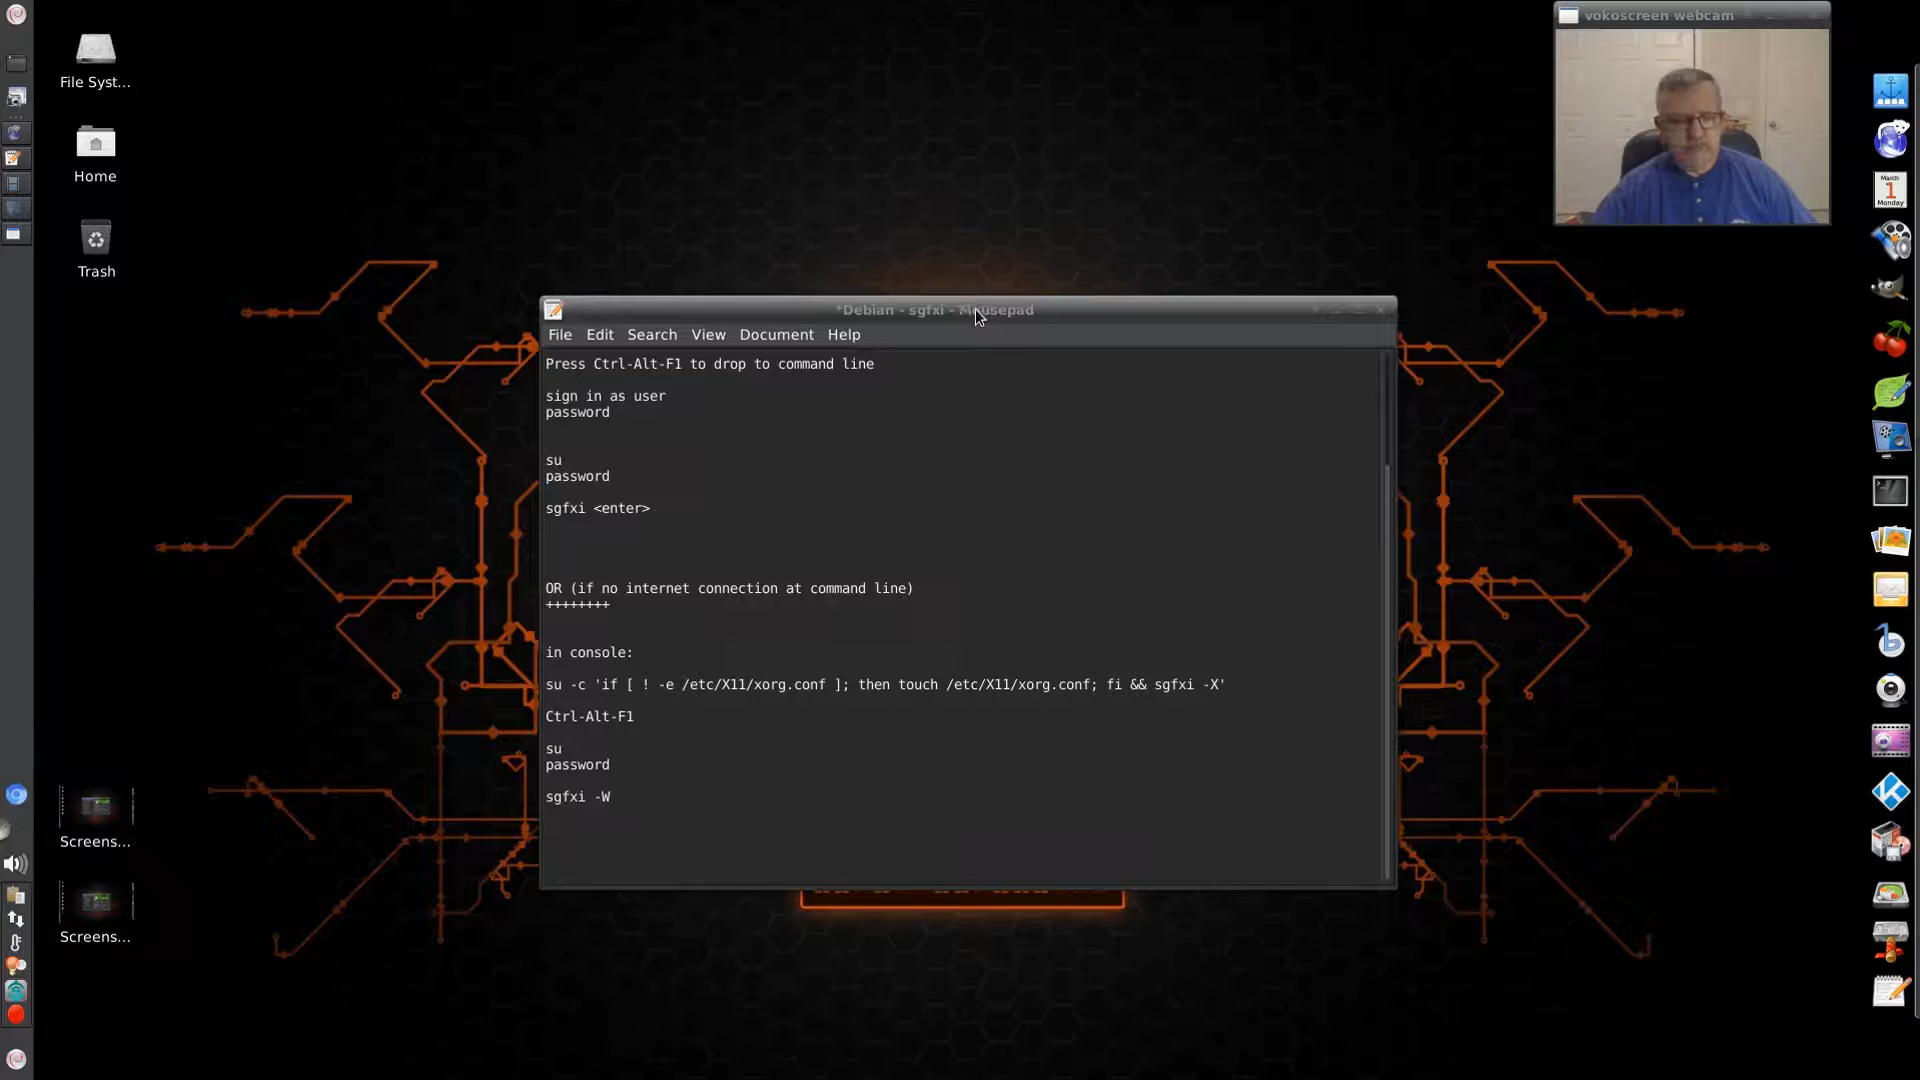 File Syst...
Home
Trash
Screens...
Screens...
vokoscreen webcam
March
1
Monday
*Debian - sgfxi - Mousepad
File Edit Search View Document Help
Press Ctrl-Alt-F1 to drop to command line
sign in as user
password
su
password
sgfxi <enter>
OR (if no internet connection at command line)
++++++++
in console:
su -c 'if [ ! -e /etc/X11/xorg.conf ]; then touch /etc/X11/xorg.conf; fi && sgfxi -X'
Ctrl-Alt-F1
su
password
sgfxi -W